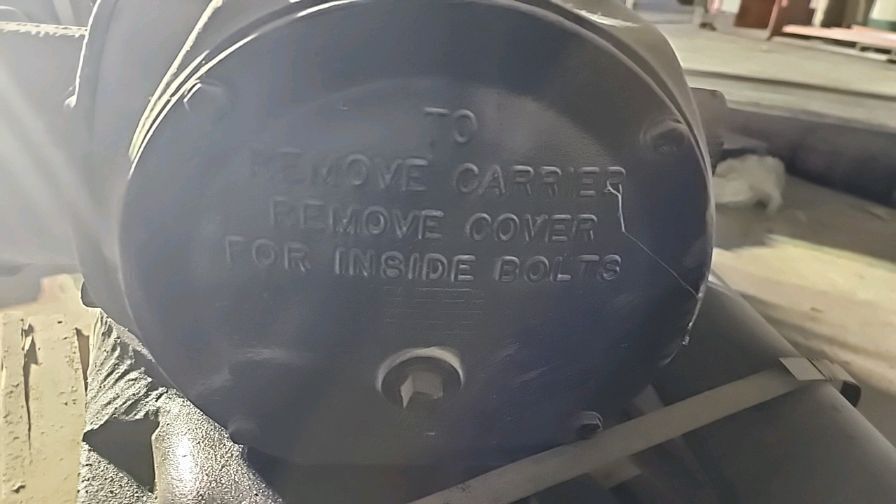 TO
REMOVE CARRIER
REMOVE COVER
FOR INSIDE BOLTS